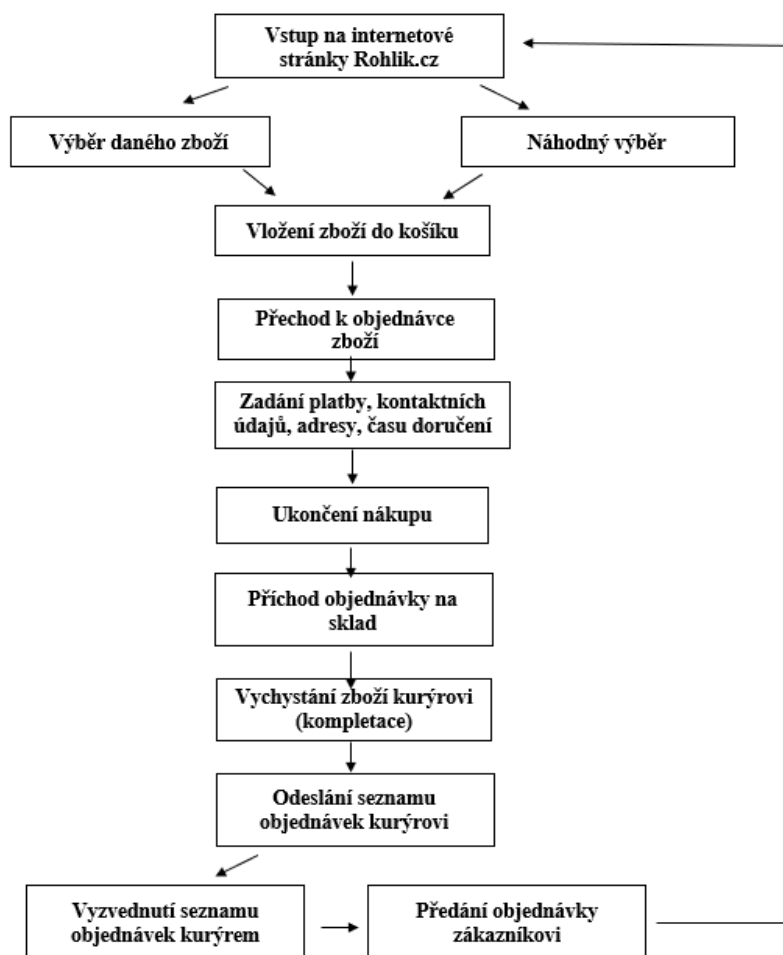 Vstup na internetové
stránky Rohlik.cz
Výběr daného zboží
Náhodný výběr
Vložení zboží do košíku
Přechod k objednávce
zboží
Zadání platby, kontaktních
údajů, adresy, času doručení
Ukončení nákupu
Příchod objednávky na
sklad
Vychystání zboží kurýrovi
(kompletace)
Odeslání seznamu
objednávek kurýrovi
Vyzvednutí seznamu
objednávek kurýrem
Předání objednávky
zákazníkovi